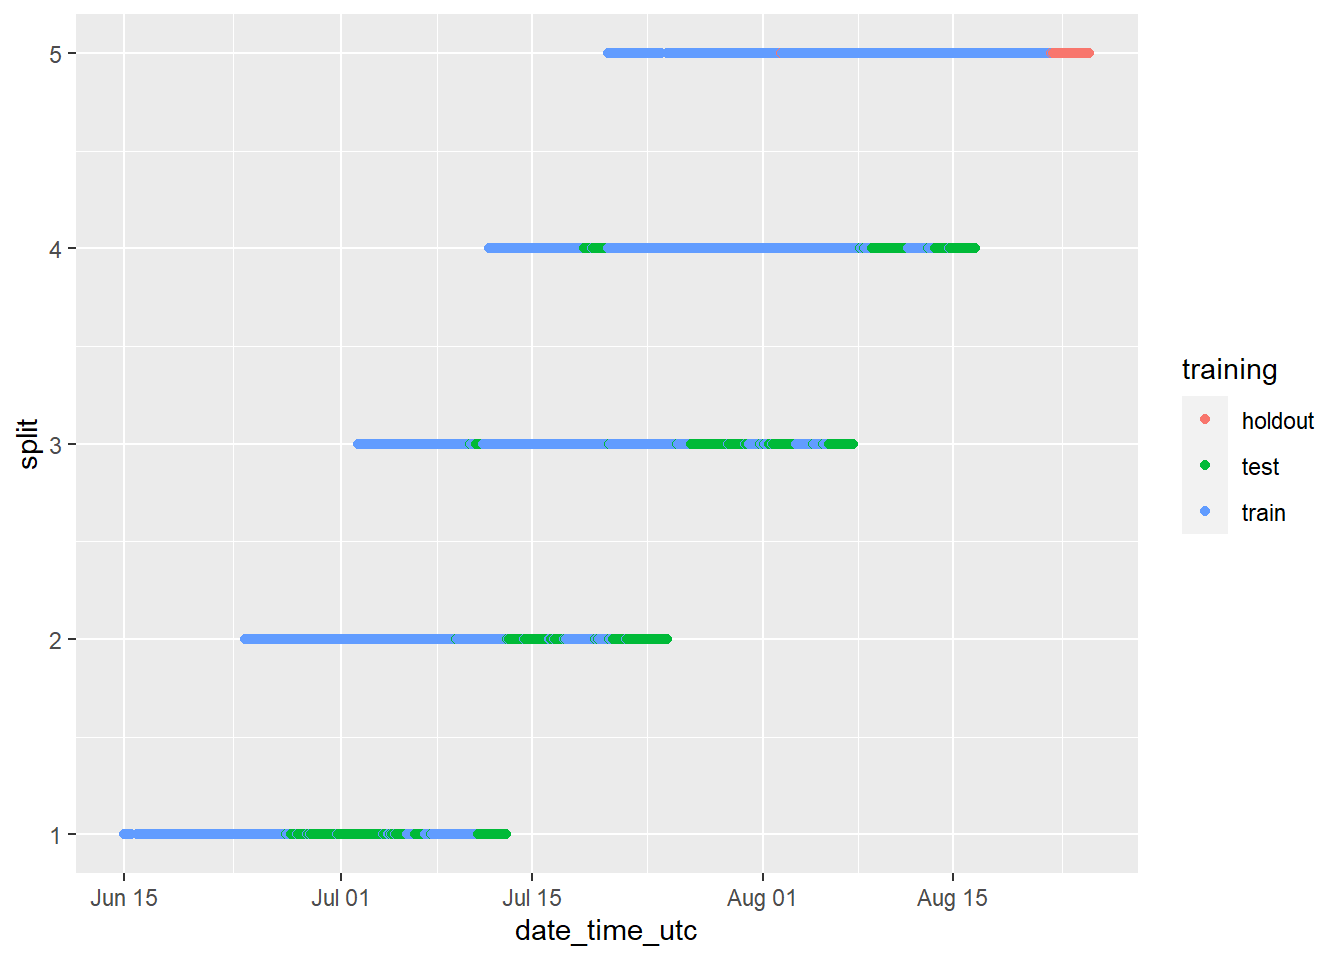 5
4
3
2
1
split
Jun 15
Jul 01
Jul 15
Aug 01
Aug 15
date_time_utc
training
holdout
test
train